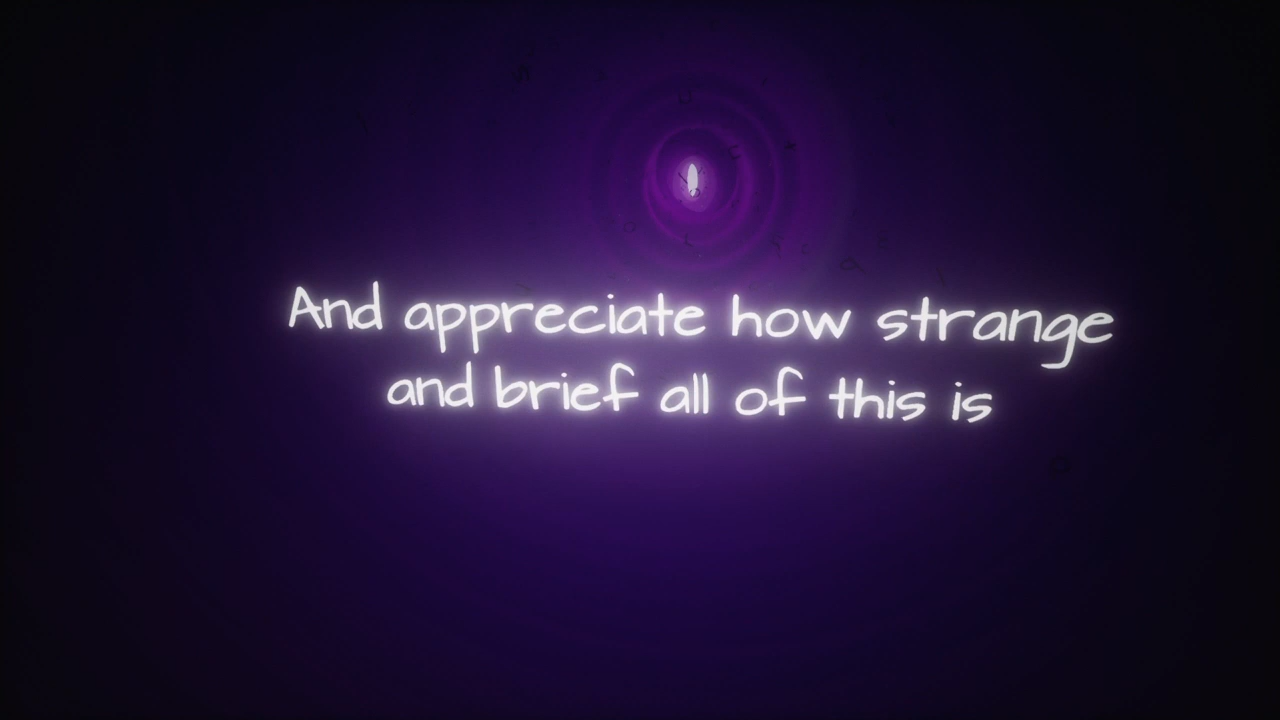 And appreciate how strange
and brief all of this is